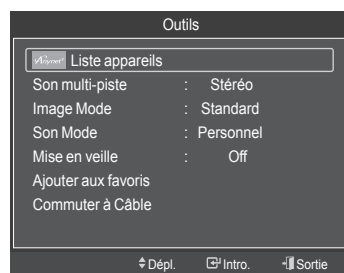 Outils
Liste appareils
Son multi-piste : Stéréo
Image Mode : Standard
Son Mode : Personnel
Mise en veille : Off
Ajouter aux favoris
Commuter à Câble
Dépl. Intro. Sortie